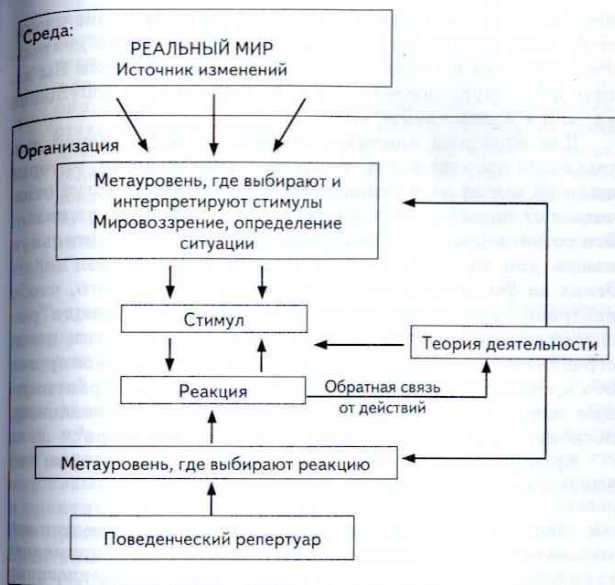 Среда:
РЕАЛЬНЫЙ МИР
Источник изменений
Организация
Метауровень, где выбирают и
интерпретируют стимулы
Мировоззрение, определение
ситуации
Стимул
Теория деятельности
Реакция
Обратная связь
от действий
Метауровень, где выбирают реакцию
Поведенческий репертуар